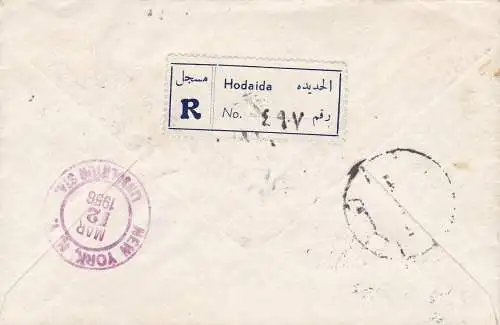 مسجل
R
Hodaida الحديده
No. ٤٩٧ رقم
NEW YORK, N.Y.
MAR
12
1956